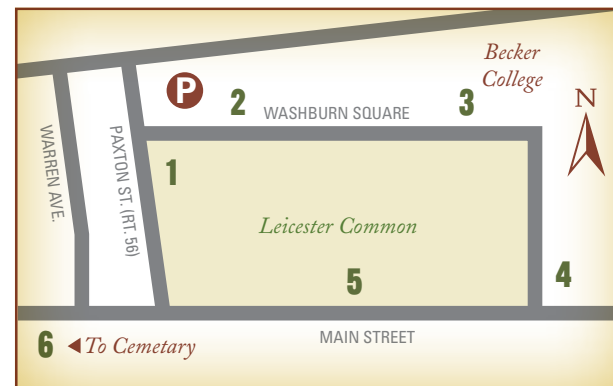 Becker
College
P
2
3
WASHBURN SQUARE
N
WARREN AVE.
PAXTON ST. (RT. 56)
1
Leicester Common
5
4
MAIN STREET
6
To Cemetary